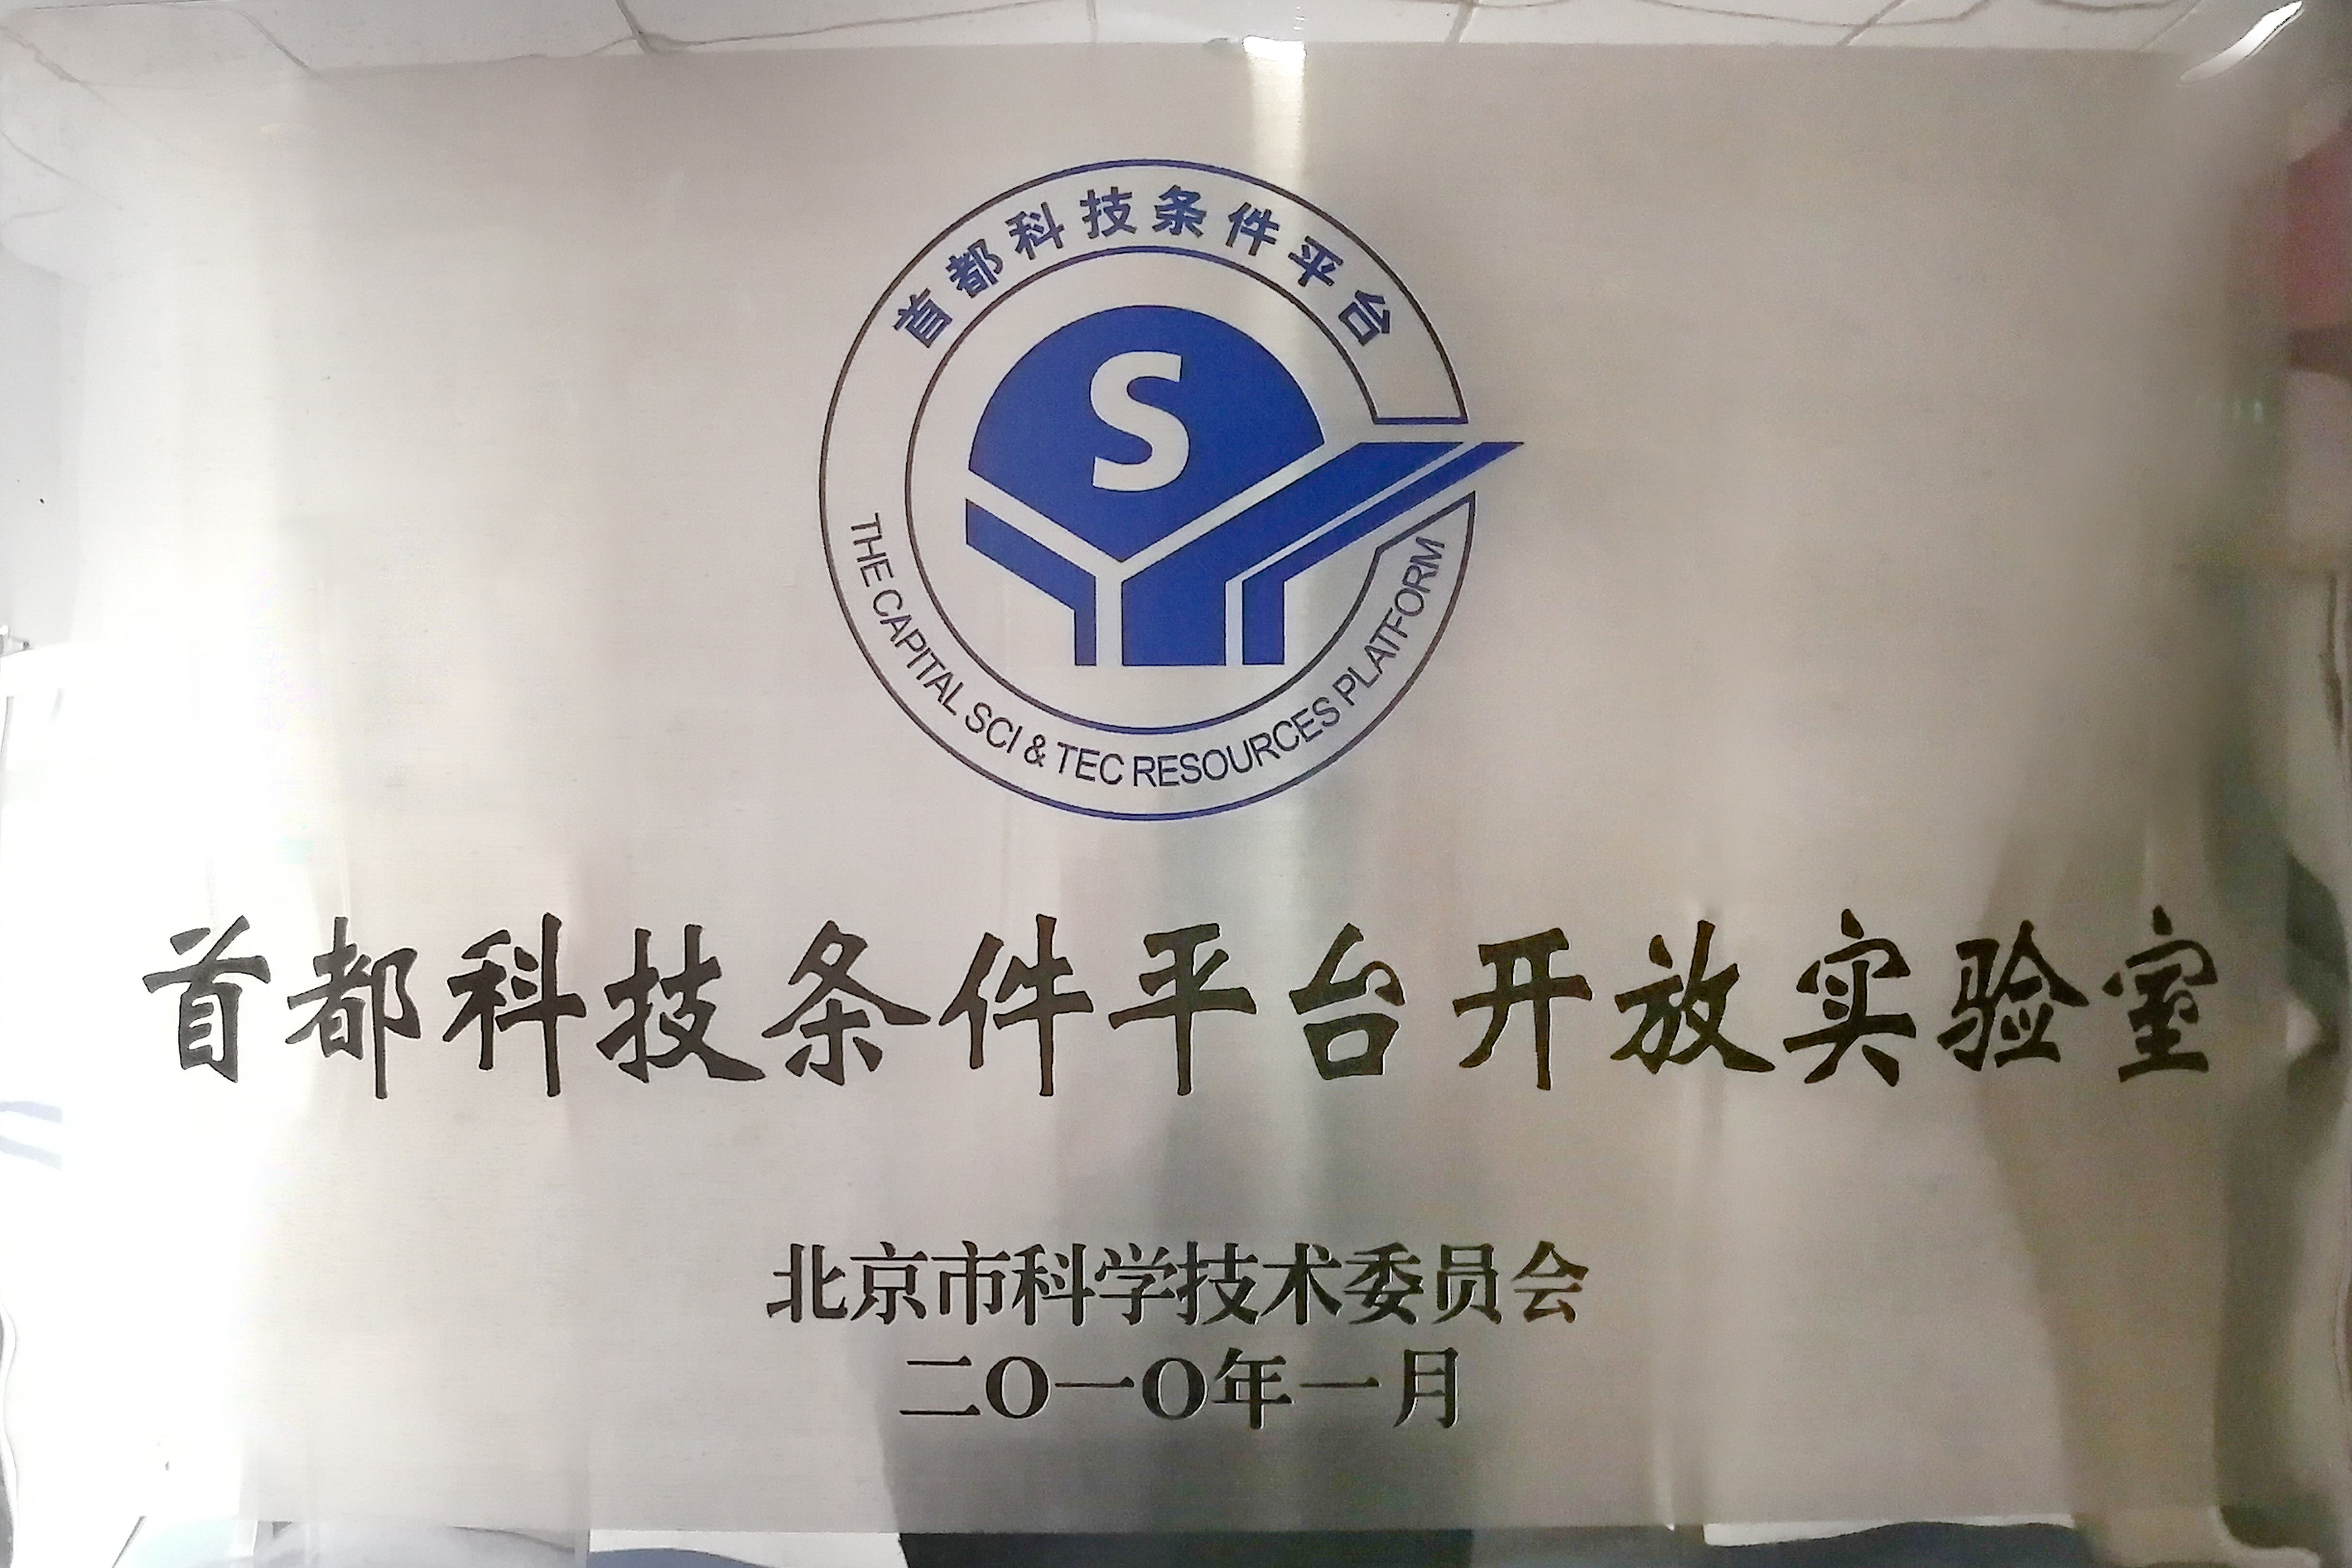 首都科技条件平台
S
THE CAPITAL SCI & TEC RESOURCES PLATFORM
首都科技条件平台开放实验室
北京市科学技术委员会
二〇一〇年一月